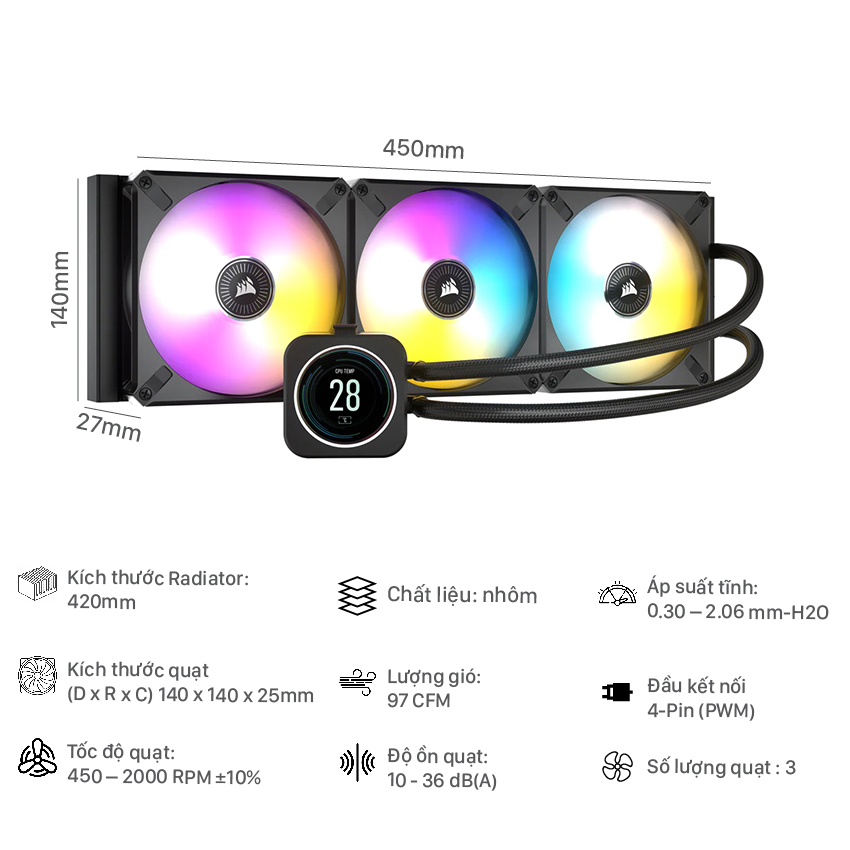 450mm
140mm
27mm
CPU TEMP
28
°C
Kích thước Radiator:
420mm
Chất liệu: nhôm
Áp suất tĩnh:
0.30 – 2.06 mm-H2O
Kích thước quạt
(D x R x C) 140 x 140 x 25mm
Lượng gió:
97 CFM
Đầu kết nối
4-Pin (PWM)
Tốc độ quạt:
450 – 2000 RPM ±10%
Độ ồn quạt:
10 - 36 dB(A)
Số lượng quạt : 3